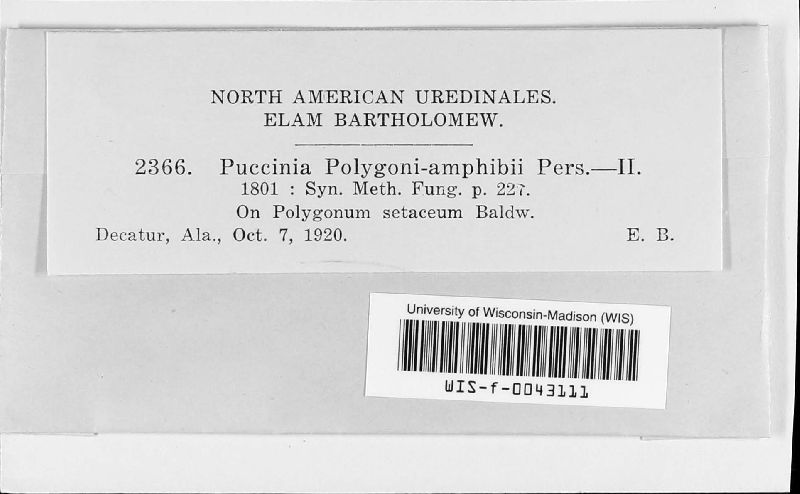 NORTH AMERICAN UREDINALES.
ELAM BARTHOLOMEW.
2366. Puccinia Polygoni-amphibii Pers.—II.
1801 : Syn. Meth. Fung. p. 227.
On Polygonum setaceum Baldw.
Decatur, Ala., Oct. 7, 1920. E. B.
University of Wisconsin-Madison (WIS)
WIS-f-0043111